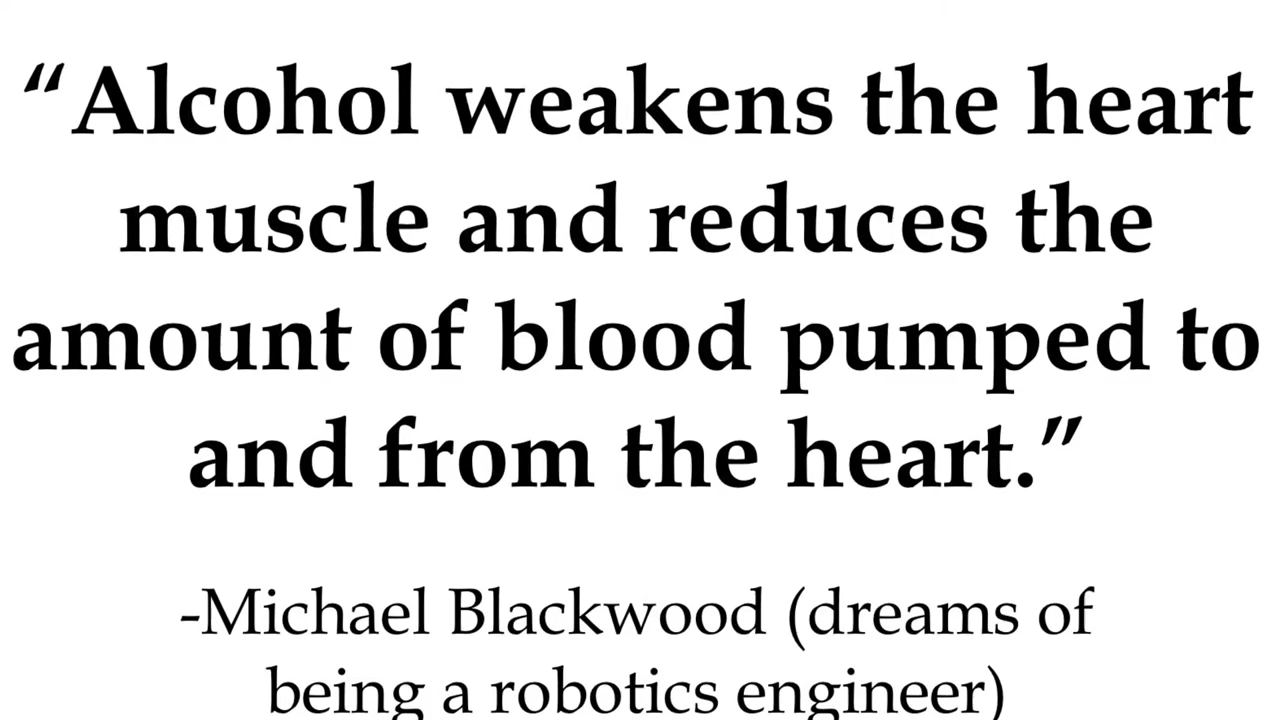 “Alcohol weakens the heart
muscle and reduces the
amount of blood pumped to
and from the heart.”
-Michael Blackwood (dreams of
being a robotics engineer)